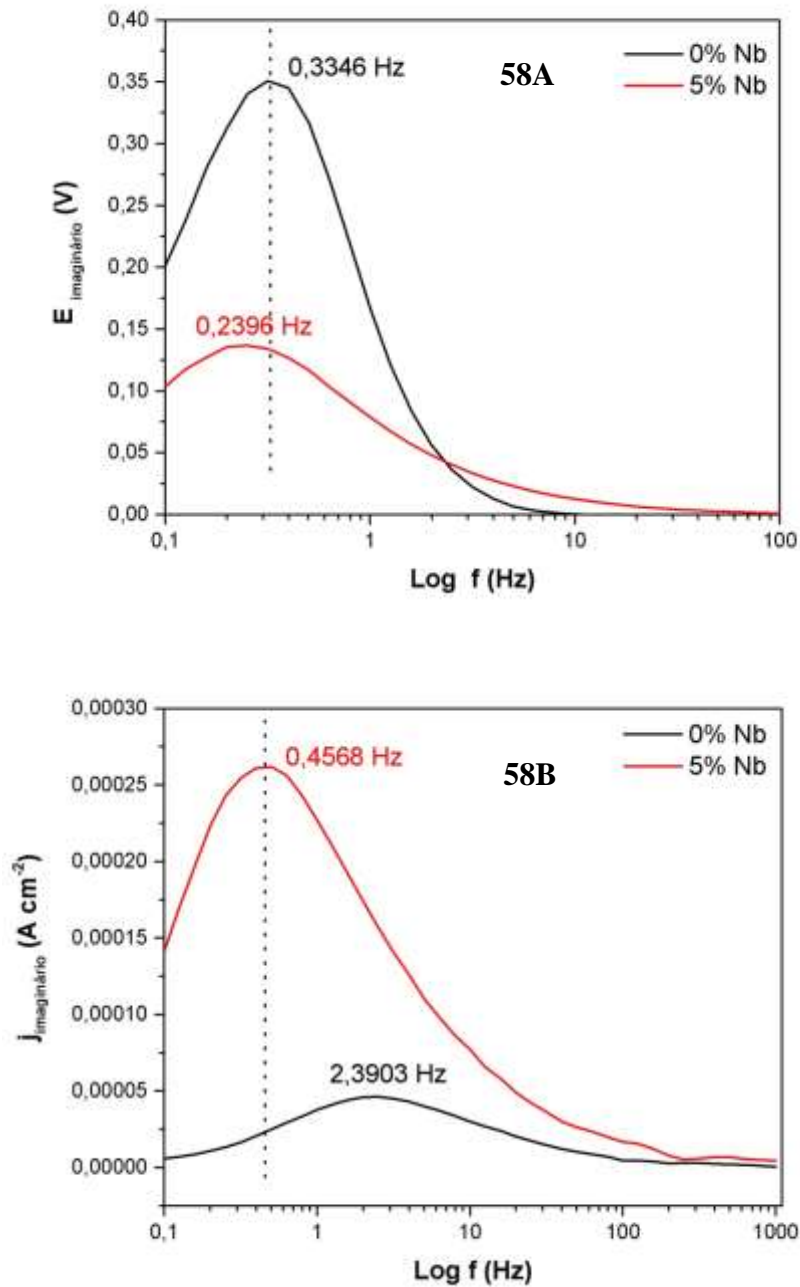 0,40
0,35
0,30
0,25
0,20
0,15
0,10
0,05
0,00
E imaginário (V)
0,3346 Hz
58A
0% Nb
5% Nb
0,2396 Hz
0,1 1 10 100
Log f (Hz)
0,00030
0,00025
0,00020
0,00015
0,00010
0,00005
0,00000
j imaginário (A cm-2)
0% Nb
5% Nb
0,4568 Hz
58B
2,3903 Hz
0,1 1 10 100 1000
Log f (Hz)